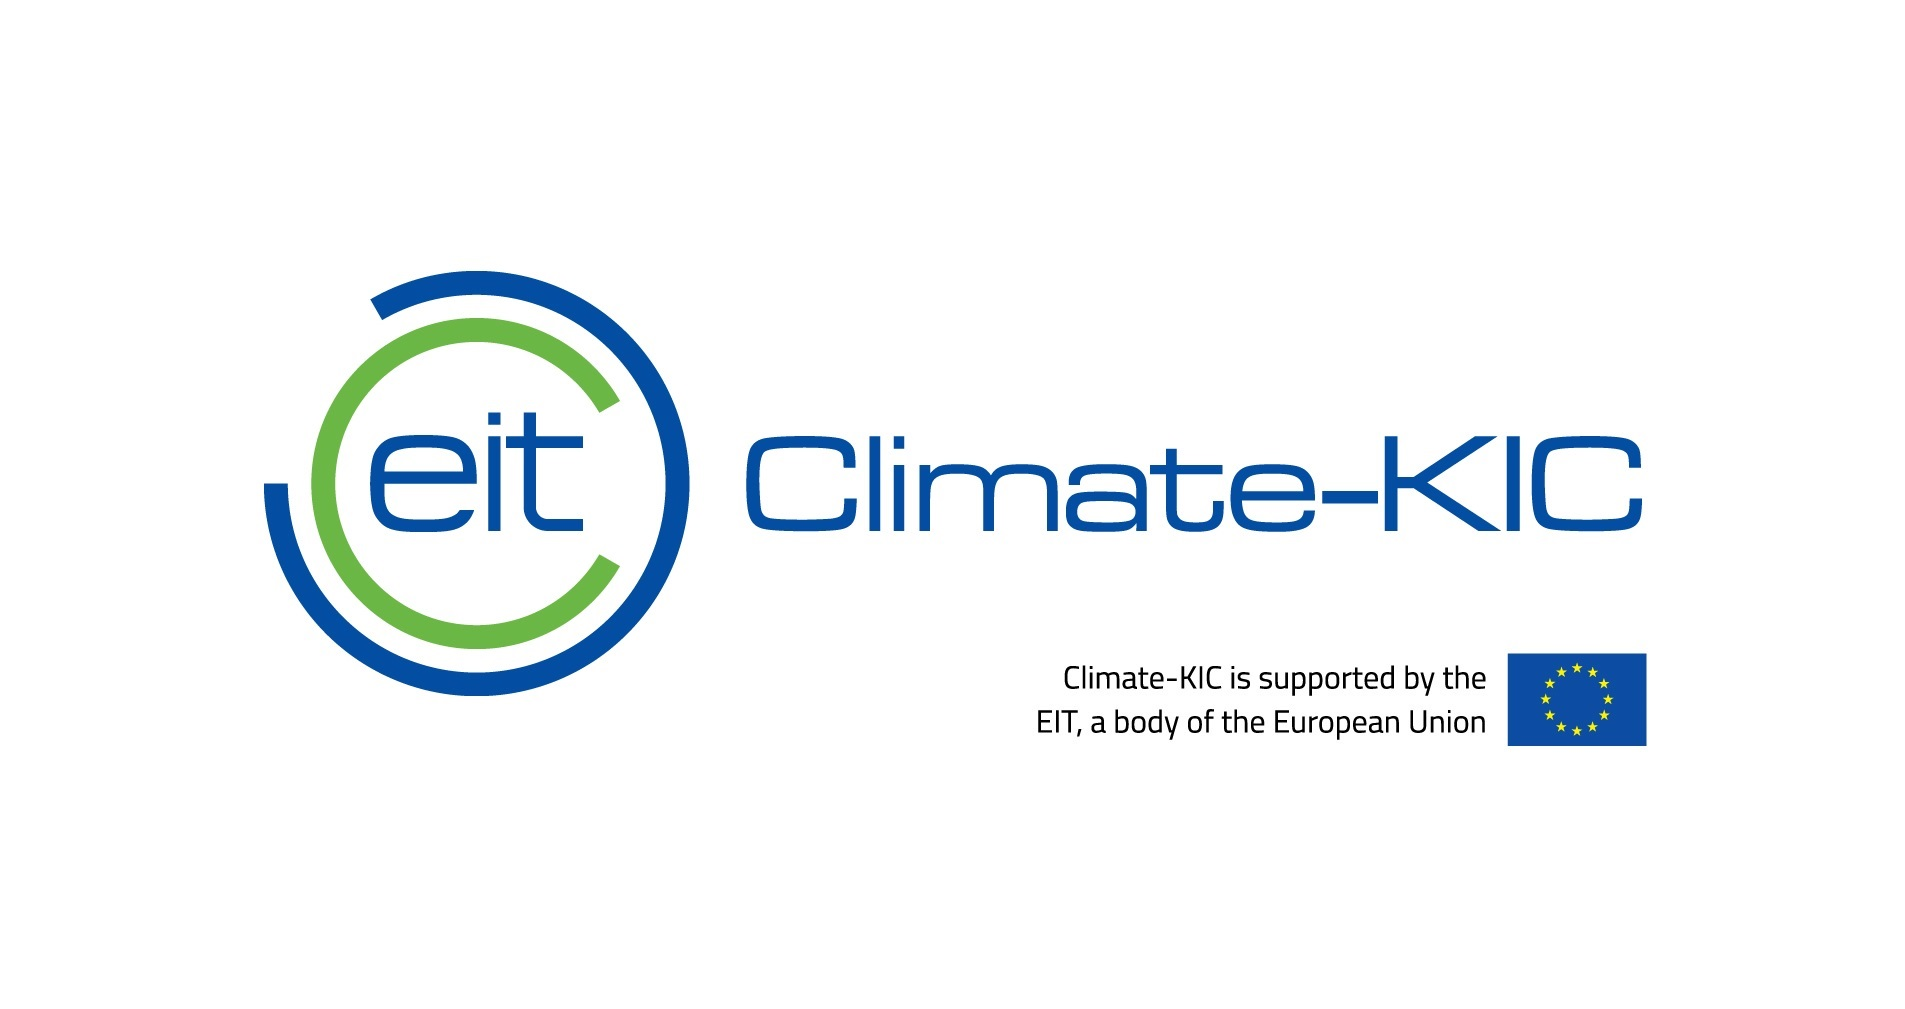 eit Climate-KIC
Climate-KIC is supported by the
EIT, a body of the European Union